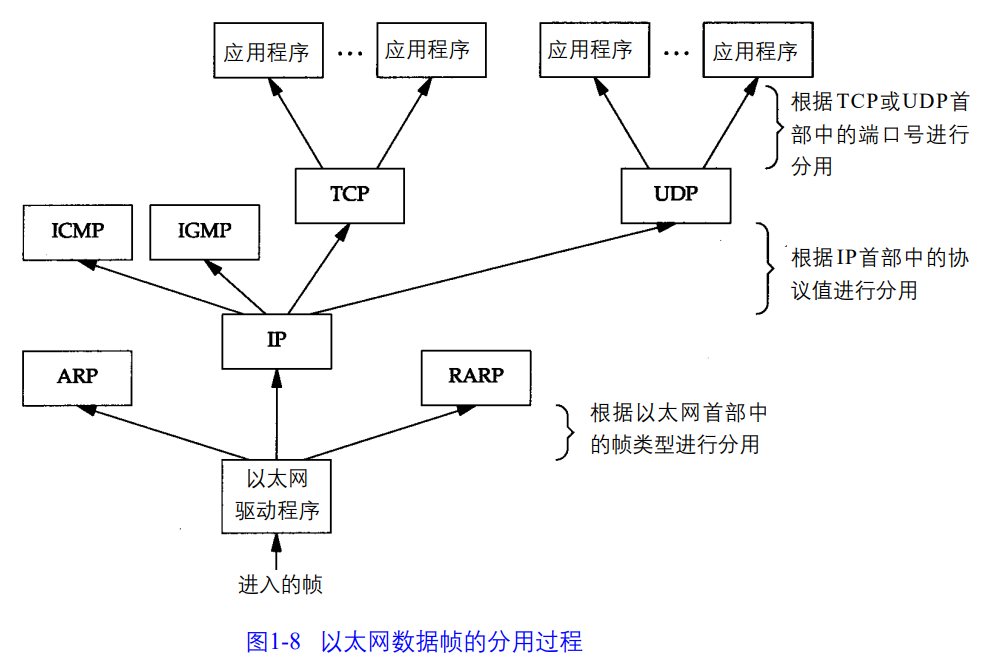 应用程序 … 应用程序 应用程序 … 应用程序
根据TCP或UDP首
部中的端口号进行
分用
TCP UDP
ICMP IGMP
根据IP首部中的协
议值进行分用
IP
ARP RARP
根据以太网首部中
的帧类型进行分用
以太网
驱动程序
进入的帧
图1-8 以太网数据帧的分用过程